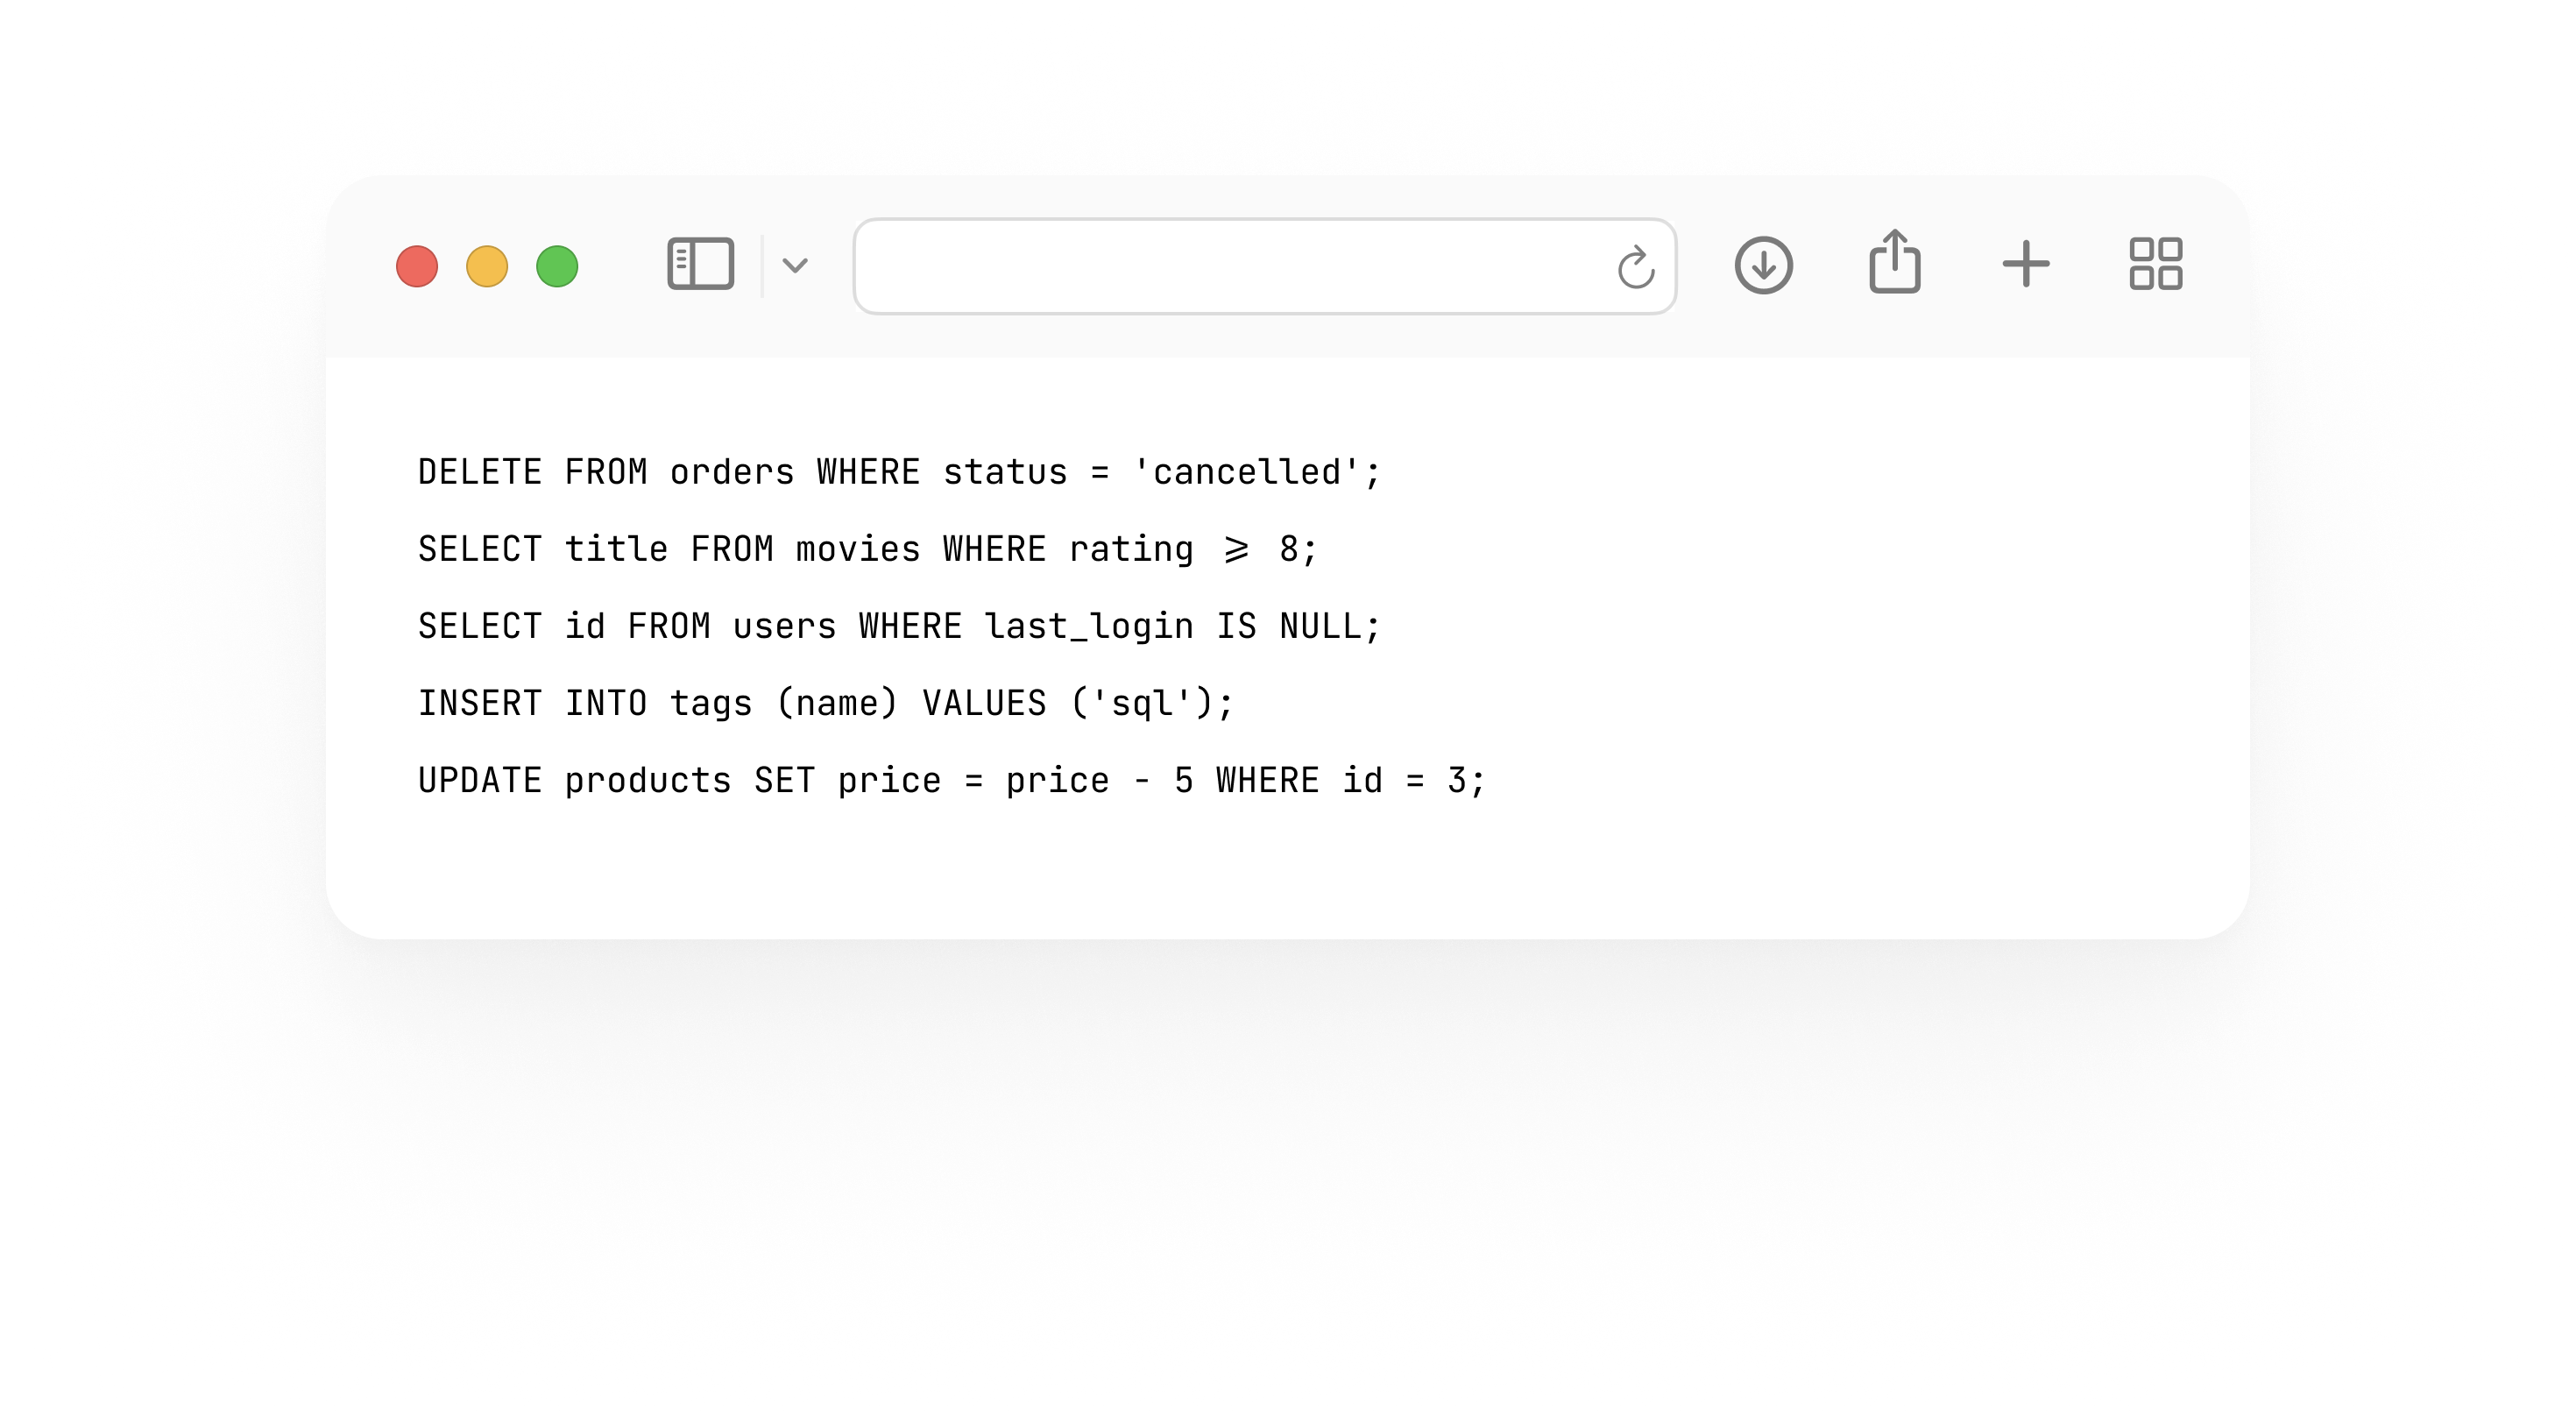 DELETE FROM orders WHERE status = 'cancelled';
SELECT title FROM movies WHERE rating >= 8;
SELECT id FROM users WHERE last_login IS NULL;
INSERT INTO tags (name) VALUES ('sql');
UPDATE products SET price = price - 5 WHERE id = 3;